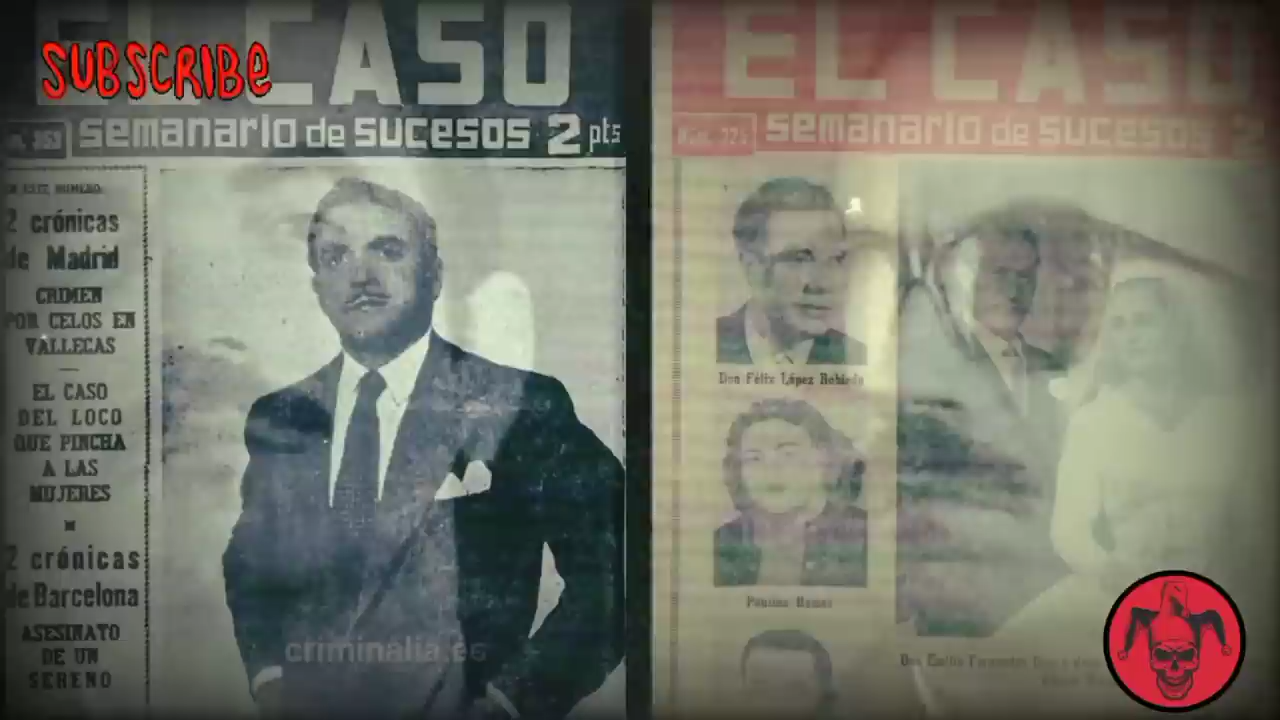 SUBSCRIBE
EL CASO
semanario de sucesos 2 pts
2 crónicas
de Madrid
CRIMEN
POR CELOS EN
VALLECAS
EL CASO
DEL LOCO
QUE PINCHA
A LAS
MUJERES
2 crónicas
de Barcelona
ASESINATO
DE UN
SERENO
criminalia.es
EL CASO
semanario de sucesos 2
Don Félix López Robledo